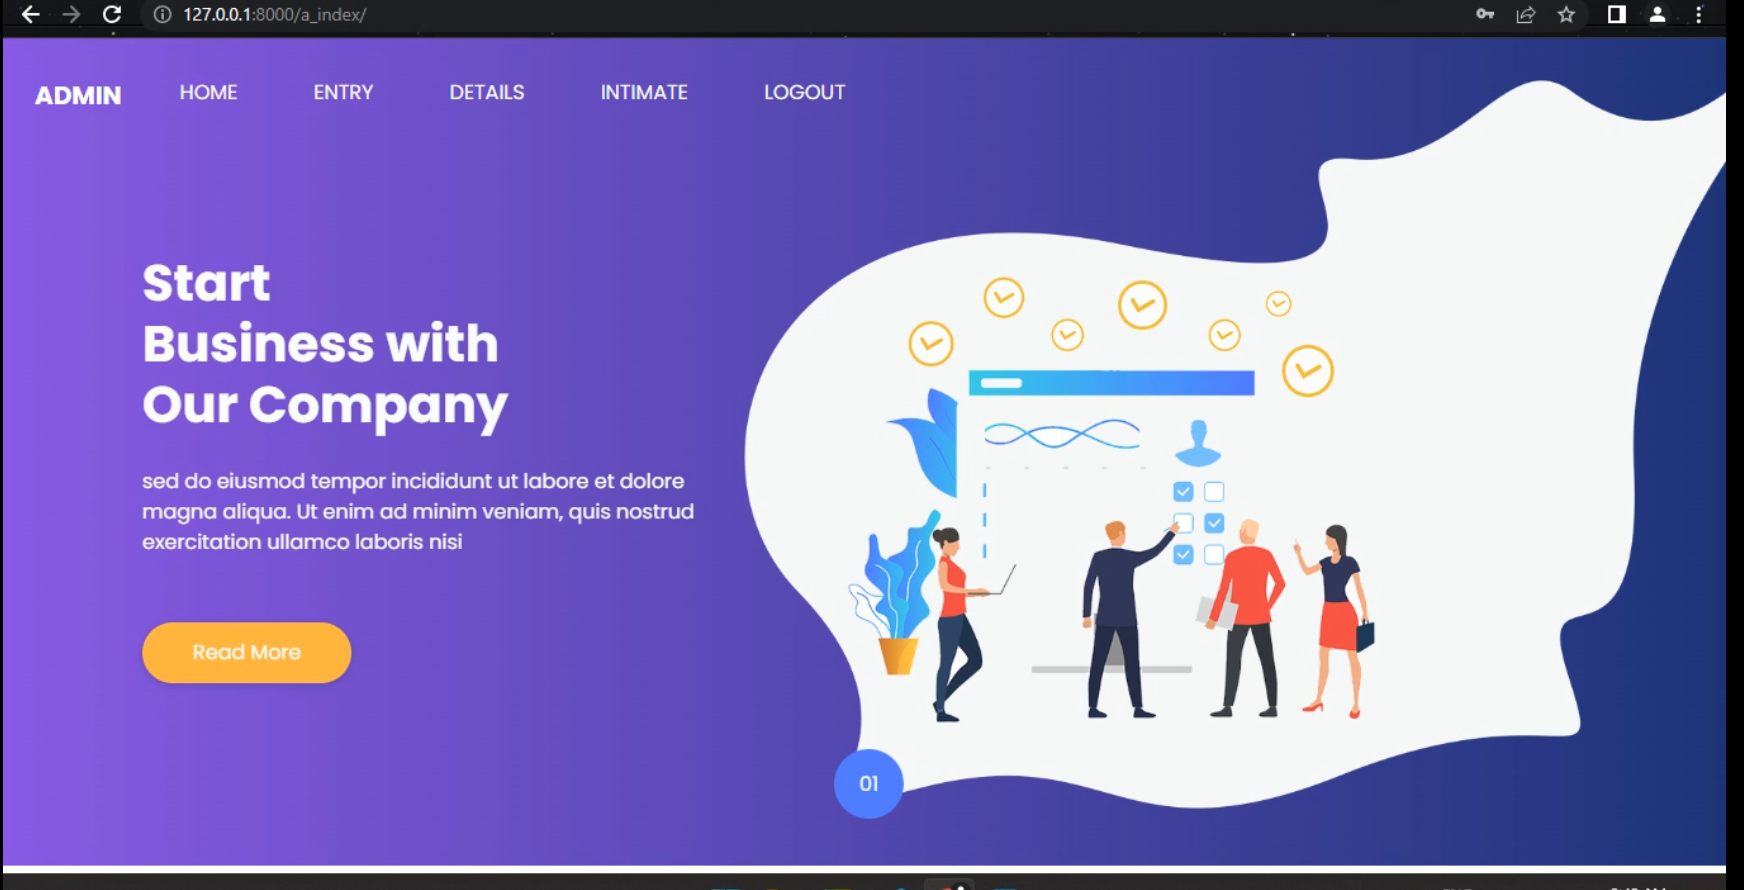 127.0.0.1:8000/a_index/
ADMIN HOME ENTRY DETAILS INTIMATE LOGOUT
Start
Business with
Our Company
sed do eiusmod tempor incididunt ut labore et dolore
magna aliqua. Ut enim ad minim veniam, quis nostrud
exercitation ullamco laboris nisi
Read More
01